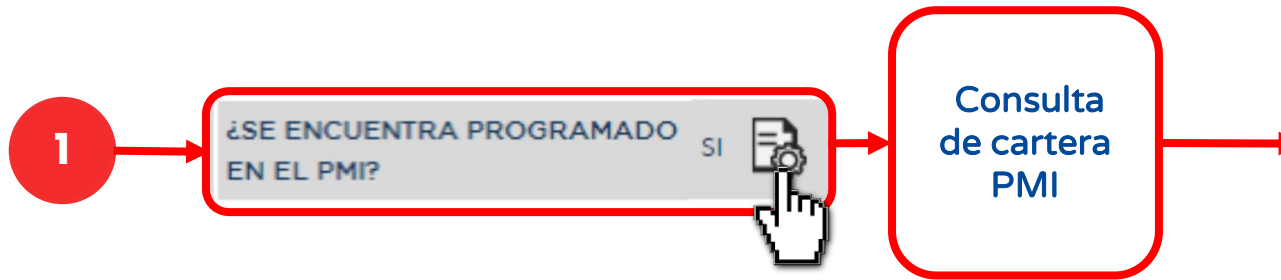 1
¿SE ENCUENTRA PROGRAMADO
EN EL PMI?
SI
Consulta
de cartera
PMI